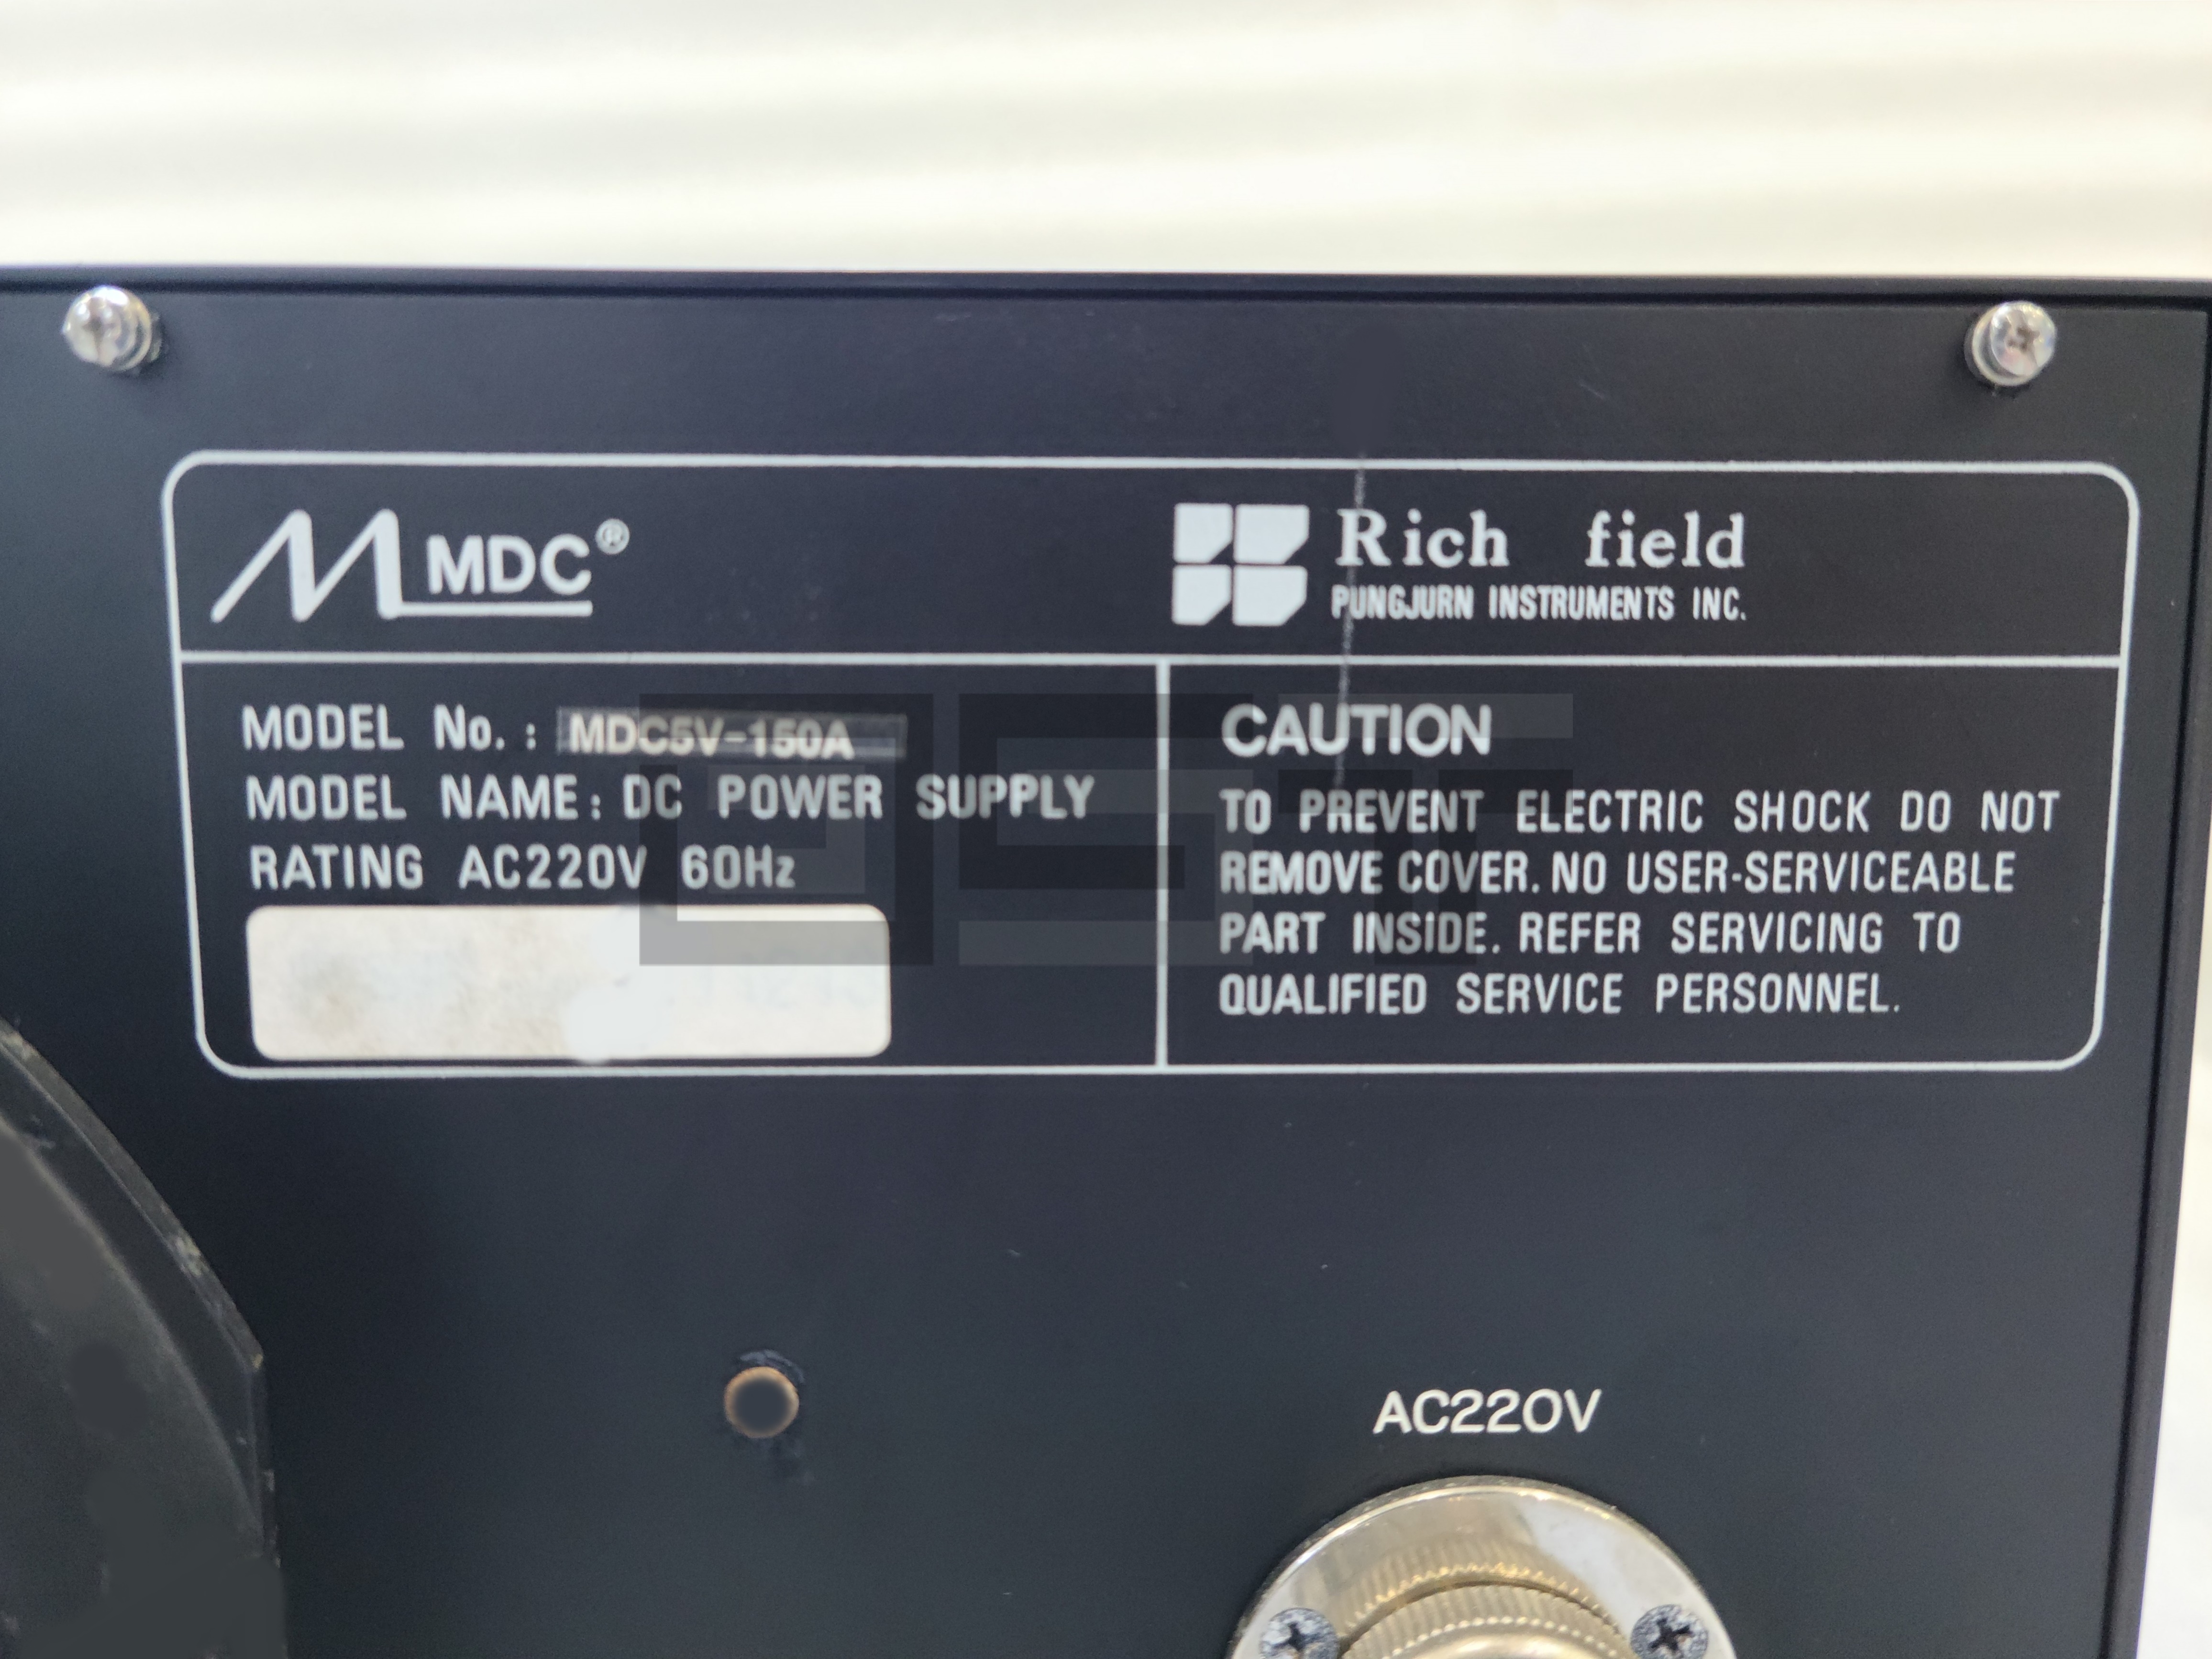 MDC®
Rich field
PUNGJURN INSTRUMENTS INC.
MODEL No. : MDC5V-150A
MODEL NAME : DC POWER SUPPLY
RATING AC220V 60Hz
CAUTION
TO PREVENT ELECTRIC SHOCK DO NOT
REMOVE COVER. NO USER-SERVICEABLE
PART INSIDE. REFER SERVICING TO
QUALIFIED SERVICE PERSONNEL.
AC220V